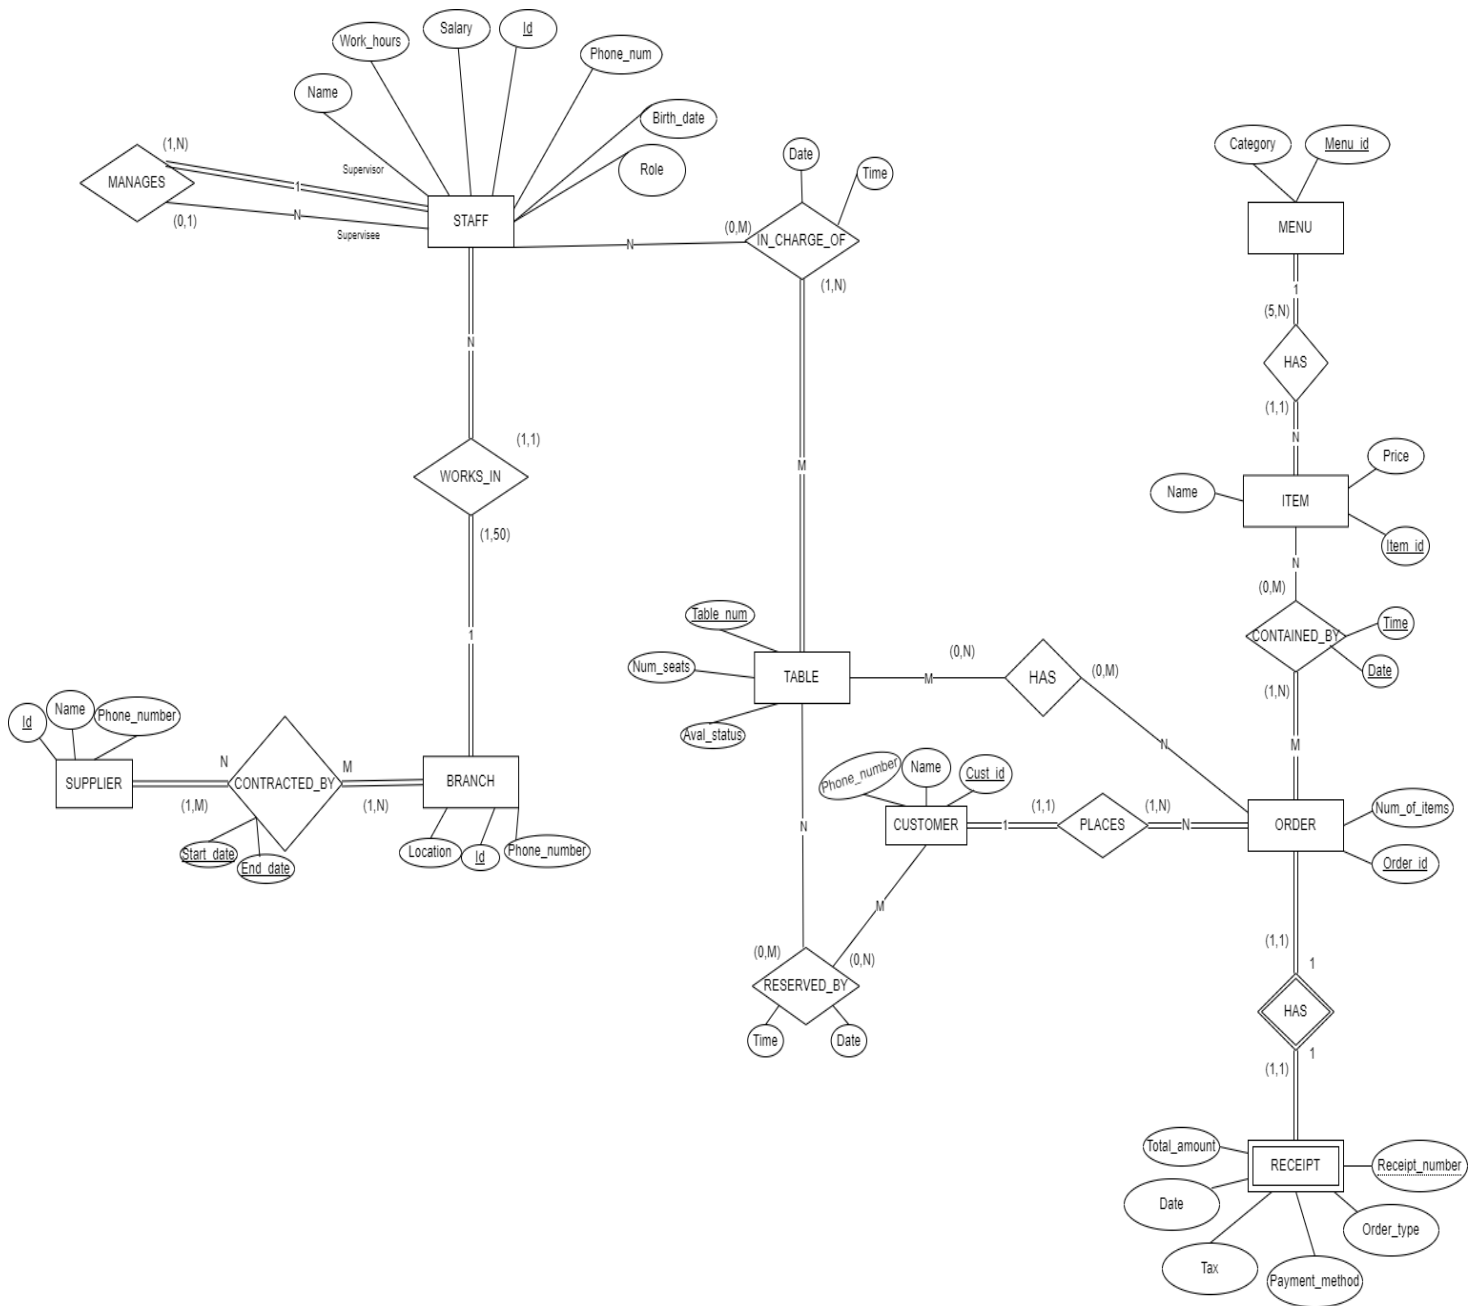 Salary
Id
Work_hours
Phone_num
Name
Birth_date
Role
(1,N)
Supervisor
MANAGES
1
N
(0,1)
Supervisee
STAFF
Date
Time
(0,M)
N
IN_CHARGE_OF
(1,N)
Category
Menu_id
MENU
1
(5,N)
HAS
(1,1)
N
Price
Name
ITEM
Item_id
N
(0,M)
CONTAINED_BY
Time
Date
(1,N)
M
N
(1,1)
WORKS_IN
(1,50)
1
M
Table_num
Num_seats
TABLE
Aval_status
(0,N)
M
HAS
(0,M)
N
Id
Name
Phone_number
SUPPLIER
N
(1,M)
CONTRACTED_BY
M
(1,N)
BRANCH
Start_date
End_date
Location
Id
Phone_number
Phone_number
Name
Cust_id
CUSTOMER
(1,1)
1
PLACES
(1,N)
N
ORDER
Num_of_items
Order_id
N
M
(0,M)
(0,N)
RESERVED_BY
Time
Date
(1,1)
1
HAS
1
(1,1)
Total_amount
RECEIPT
Receipt_number
Date
Order_type
Tax
Payment_method